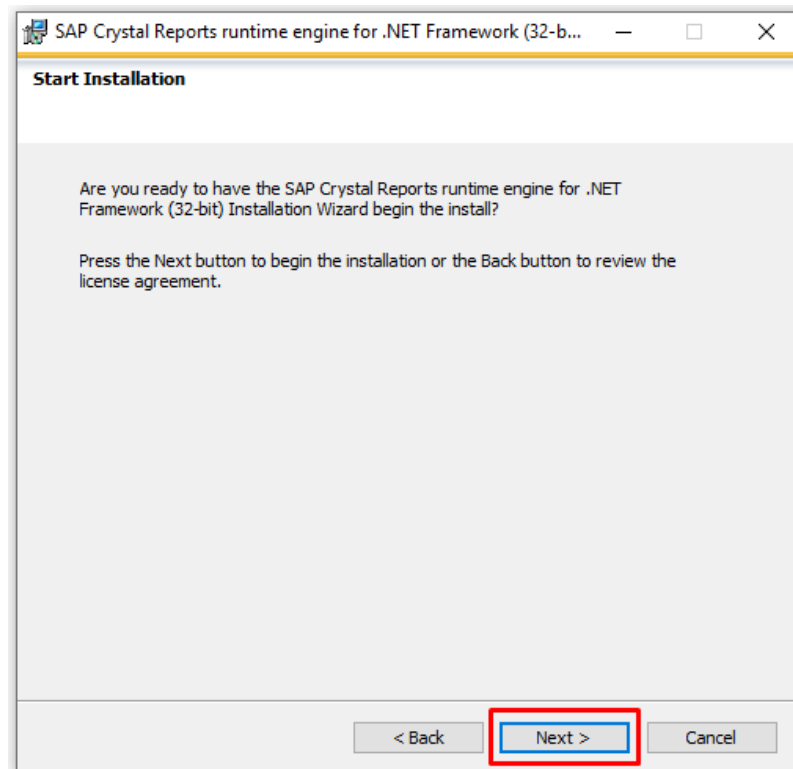 SAP Crystal Reports runtime engine for .NET Framework (32-b...
Start Installation
Are you ready to have the SAP Crystal Reports runtime engine for .NET
Framework (32-bit) Installation Wizard begin the install?
Press the Next button to begin the installation or the Back button to review the
license agreement.
< Back Next > Cancel